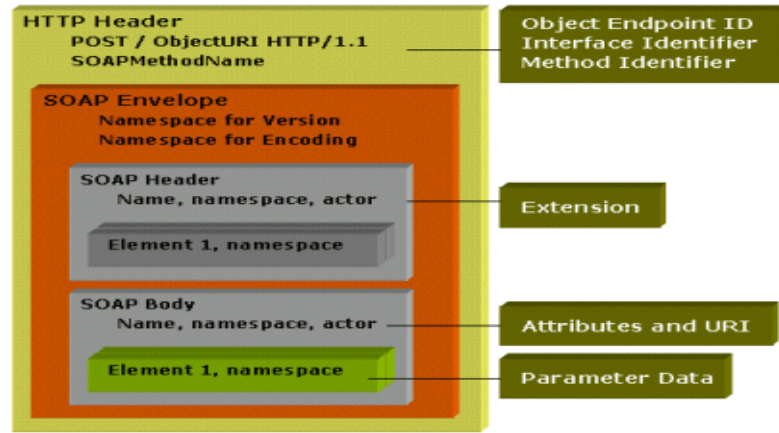 HTTP Header
POST / ObjectURI HTTP/1.1
SOAPMethodName
Object Endpoint ID
Interface Identifier
Method Identifier
SOAP Envelope
Namespace for Version
Namespace for Encoding
SOAP Header
Name, namespace, actor
Extension
Element 1, namespace
SOAP Body
Name, namespace, actor
Attributes and URI
Element 1, namespace
Parameter Data